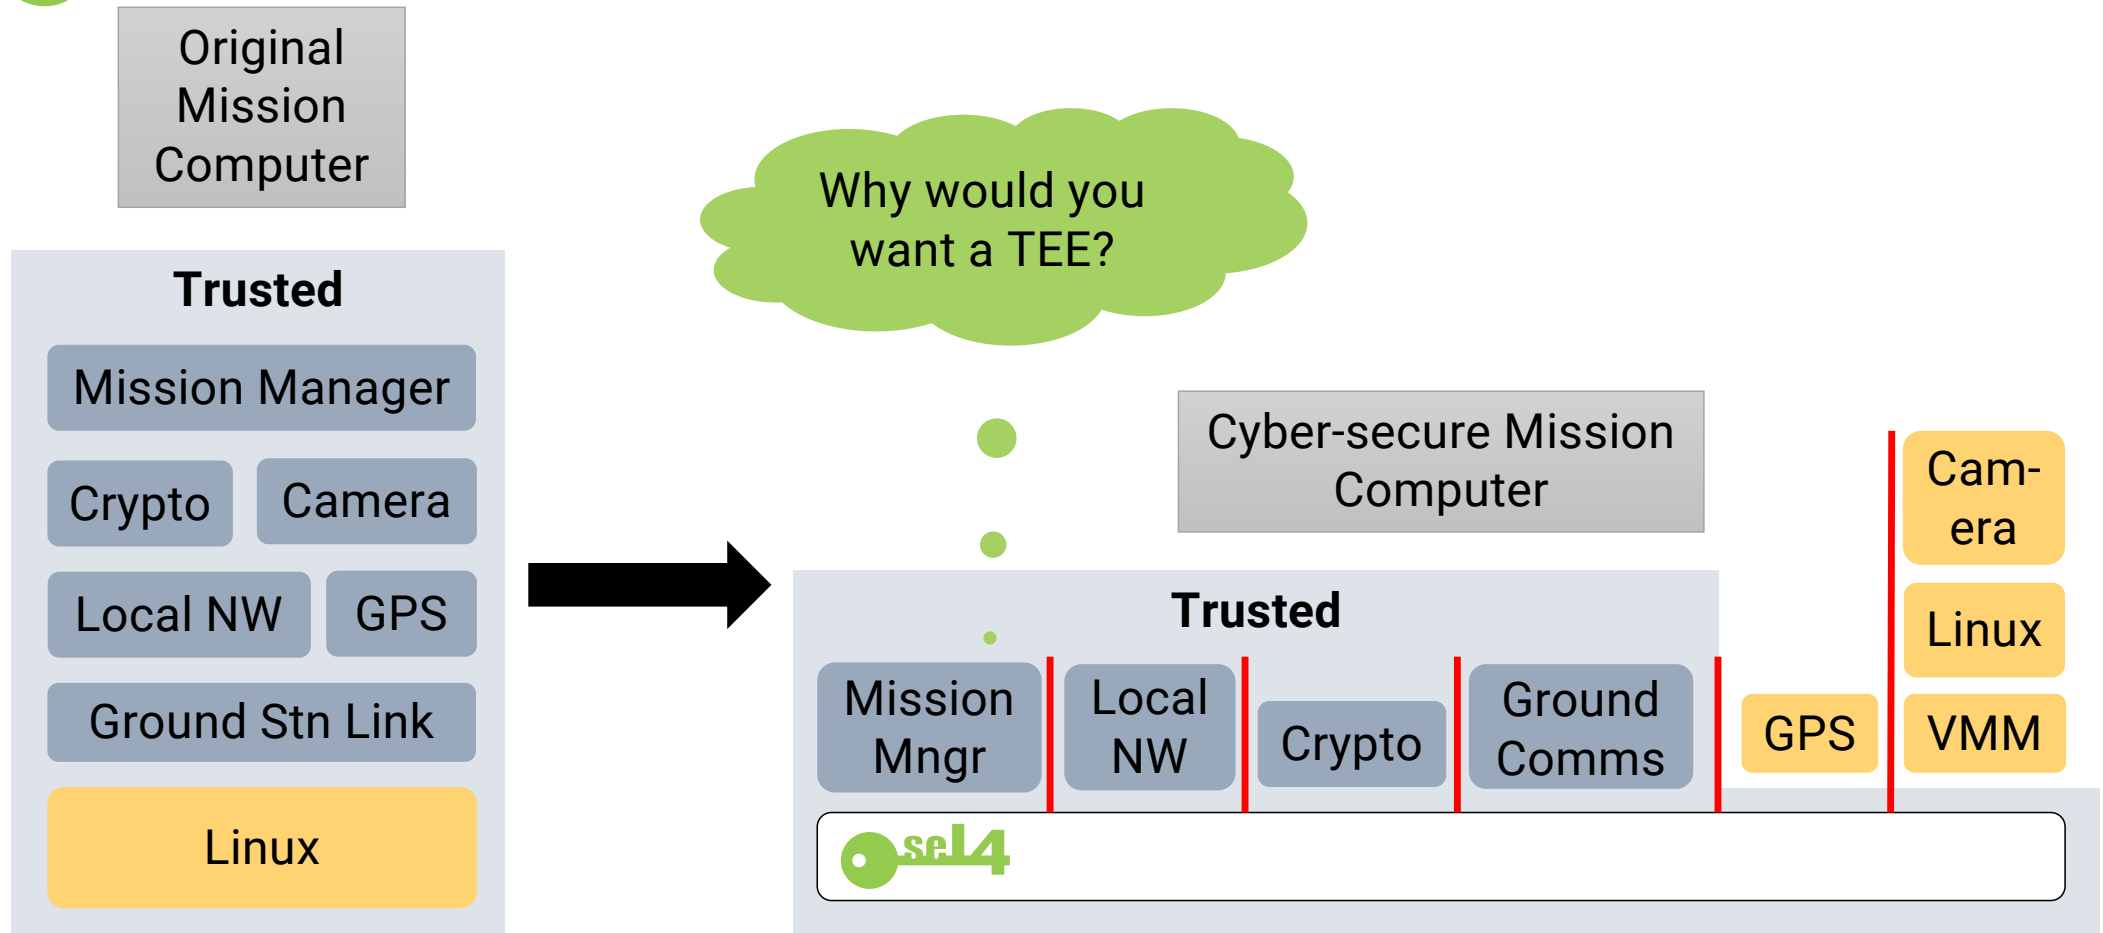 Original
Mission
Computer
Trusted
Mission Manager
Crypto
Camera
Local NW
GPS
Ground Stn Link
Linux
Why would you
want a TEE?
Cyber-secure Mission
Computer
Trusted
Mission
Mngr
Local
NW
Crypto
Ground
Comms
GPS
Cam-
era
Linux
VMM
seL4